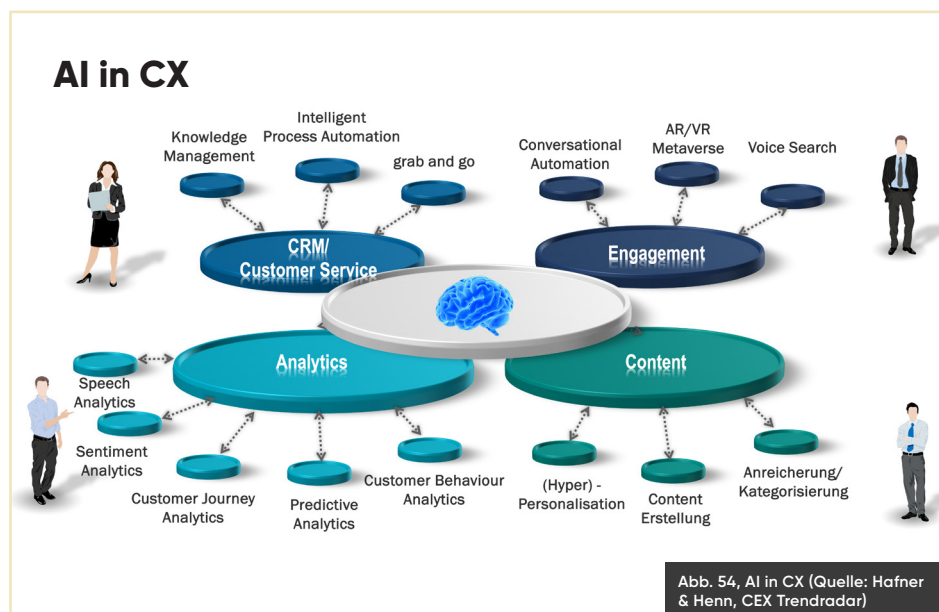 AI in CX
Knowledge
Management
Intelligent
Process Automation
grab and go
Conversational
Automation
AR/VR
Metaverse
Voice Search
CRM/
Customer Service
Engagement
Analytics
Content
Speech
Analytics
Sentiment
Analytics
Customer Journey
Analytics
Predictive
Analytics
Customer Behaviour
Analytics
(Hyper) -
Personalisation
Content
Erstellung
Anreicherung/
Kategorisierung
Abb. 54, AI in CX (Quelle: Hafner
& Henn, CEX Trendradar)